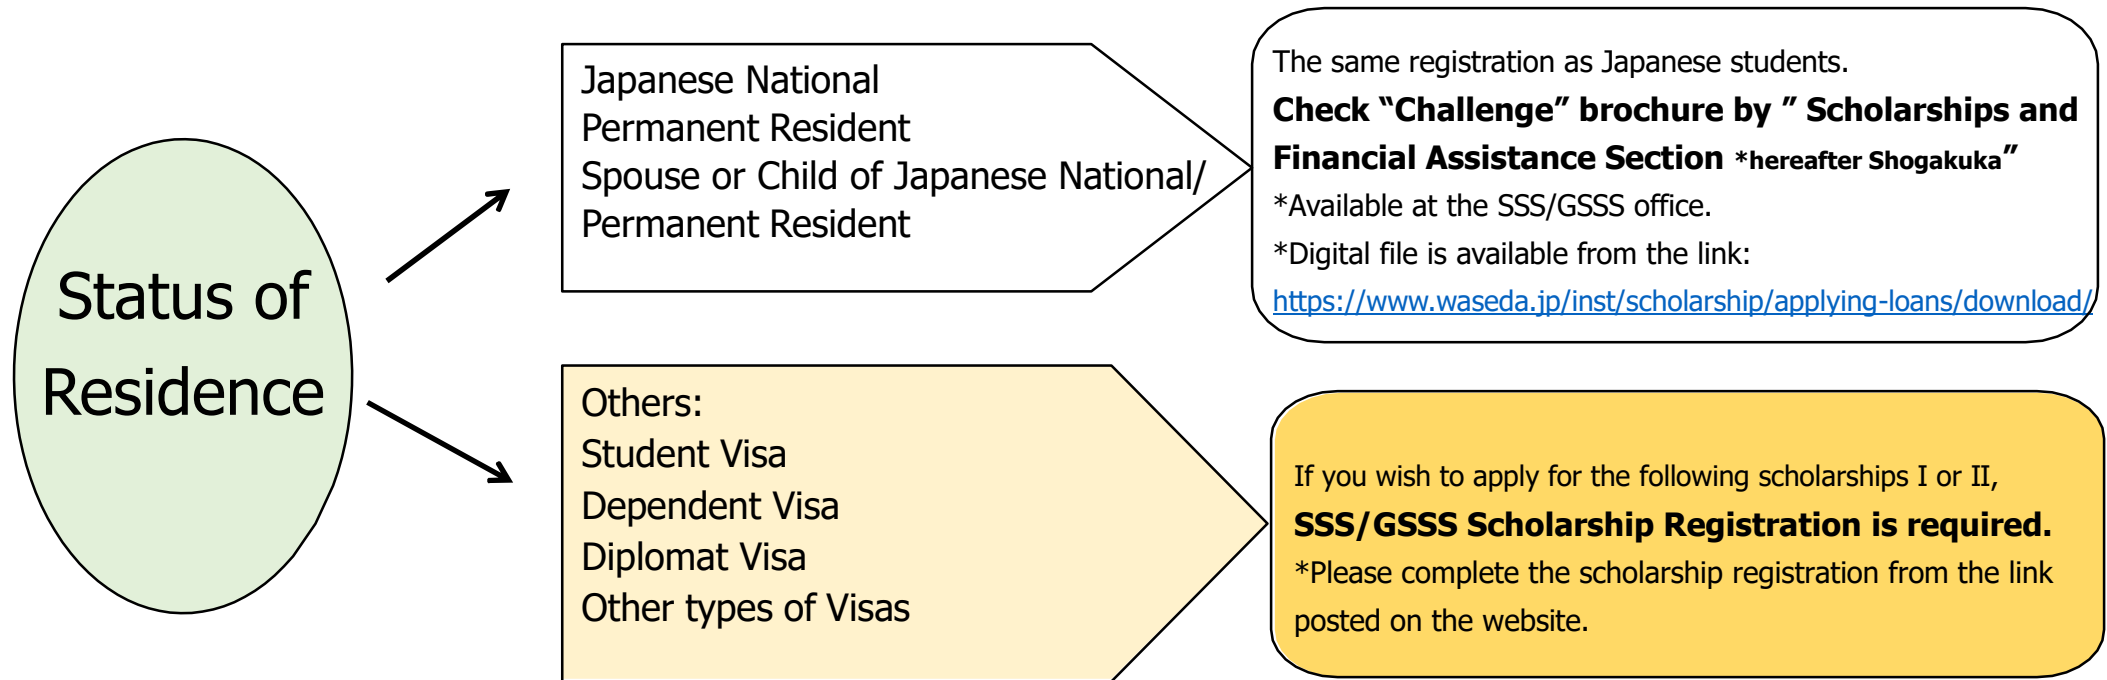 Status of
Residence
Japanese National
Permanent Resident
Spouse or Child of Japanese National/
Permanent Resident
The same registration as Japanese students.
Check “Challenge” brochure by ” Scholarships and
Financial Assistance Section *hereafter Shogakuka”
*Available at the SSS/GSSS office.
*Digital file is available from the link:
https://www.waseda.jp/inst/scholarship/applying-loans/download/
Others:
Student Visa
Dependent Visa
Diplomat Visa
Other types of Visas
If you wish to apply for the following scholarships I or II,
SSS/GSSS Scholarship Registration is required.
*Please complete the scholarship registration from the link
posted on the website.